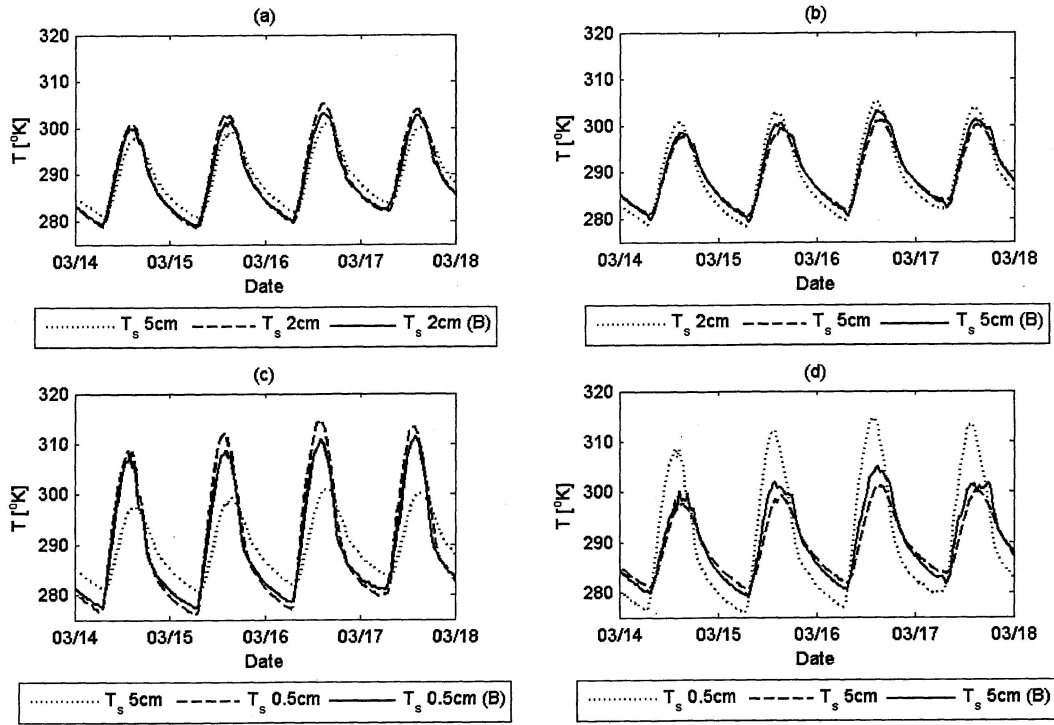 (a)
320
310
300
290
280
T [⁰K]
03/14 03/15 03/16 03/17 03/18
Date
T_s 5cm T_s 2cm T_s 2cm (B)
(b)
320
310
300
290
280
T [⁰K]
03/14 03/15 03/16 03/17 03/18
Date
T_s 2cm T_s 5cm T_s 5cm (B)
(c)
320
310
300
290
280
T [⁰K]
03/14 03/15 03/16 03/17 03/18
Date
T_s 5cm T_s 0.5cm T_s 0.5cm (B)
(d)
320
310
300
290
280
T [⁰K]
03/14 03/15 03/16 03/17 03/18
Date
T_s 0.5cm T_s 5cm T_s 5cm (B)